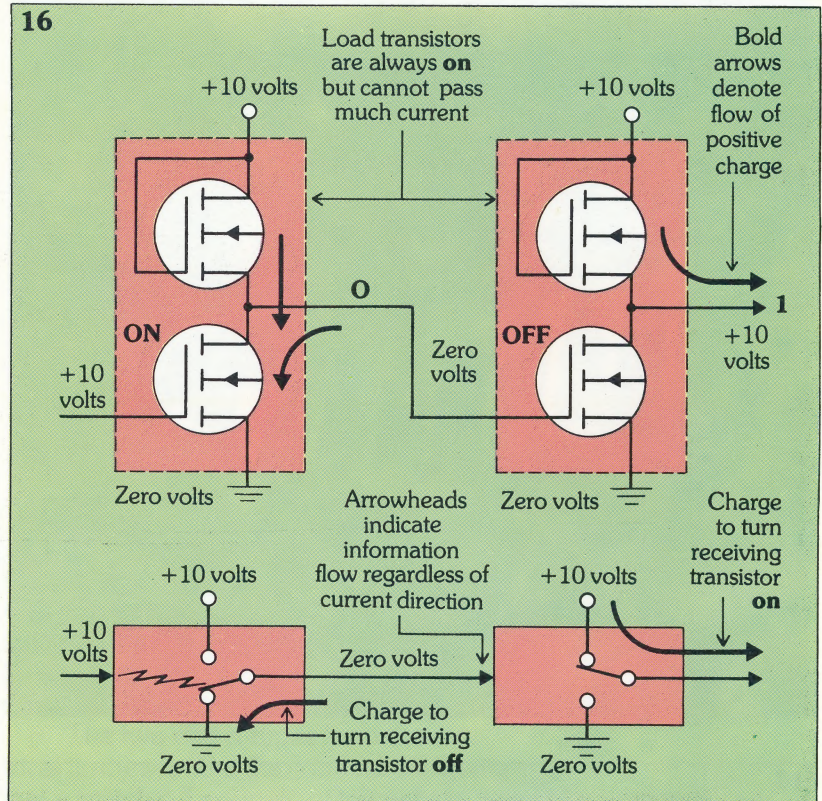 16
Load transistors
are always on
but cannot pass
much current
Bold
arrows
denote
flow of
positive
charge
+10 volts
+10 volts
O
1
ON
OFF
+10
volts
Zero
volts
+10
volts
Zero volts
Zero volts
Arrowheads
indicate
information
flow regardless of
current direction
Charge
to turn
receiving
transistor
on
+10 volts
+10 volts
+10
volts
Zero volts
Charge to
turn receiving
transistor off
Zero volts
Zero volts